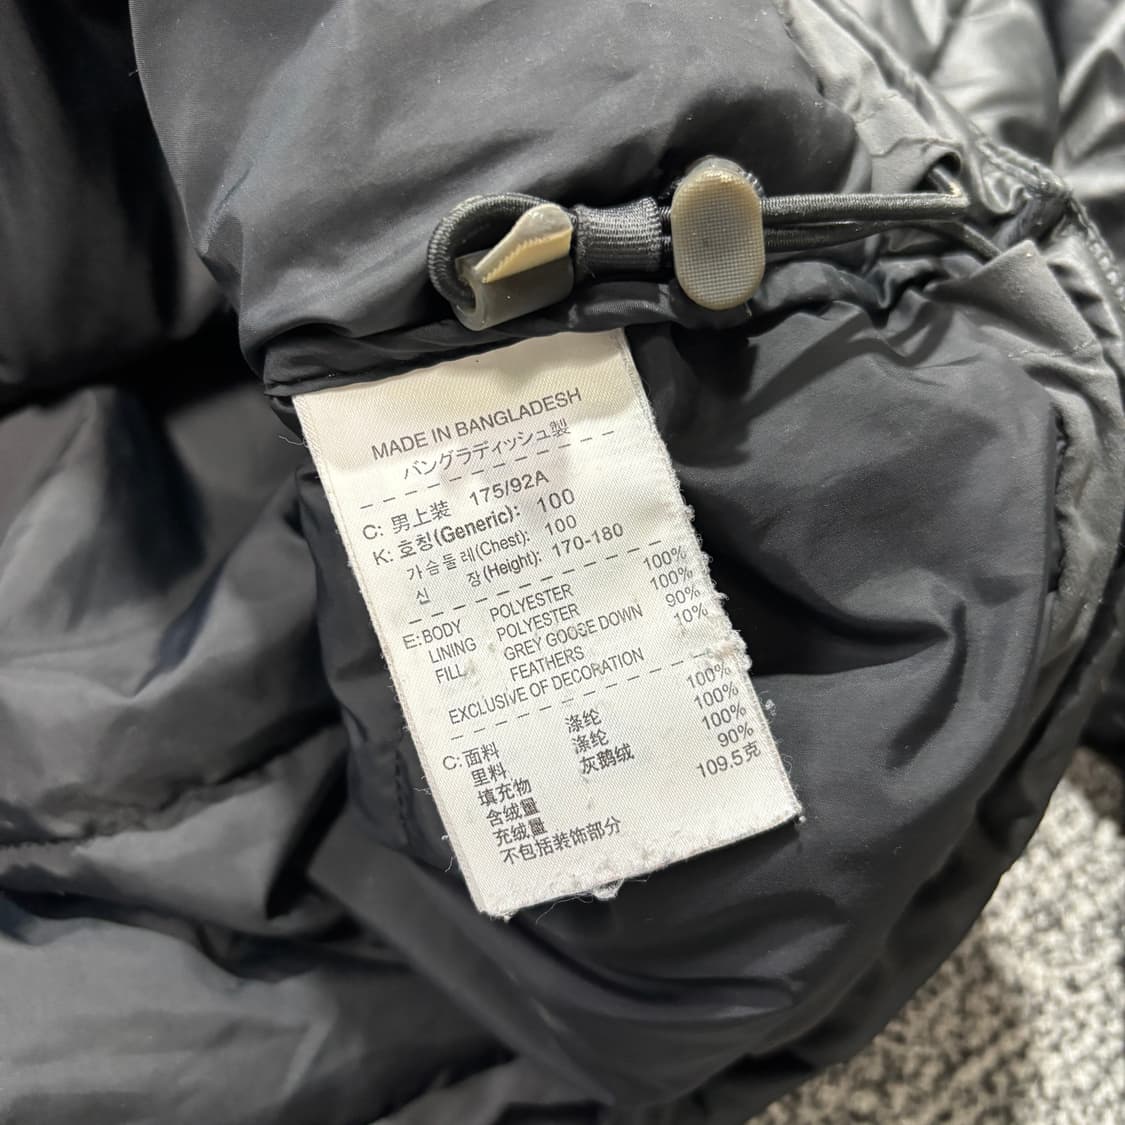 MADE IN BANGLADESH
バングラディッシュ製
C: 男上装 175/92A
K: 호칭(Generic): 100
가슴둘레(Chest): 100
신 장(Height): 170-180
E: BODY POLYESTER 100%
LINING POLYESTER 100%
FILL GREY GOOSE DOWN 90%
FEATHERS 10%
EXCLUSIVE OF DECORATION
C: 面料 涤纶 100%
里料 涤纶 100%
填充物 灰鹅绒 100%
含绒量 90%
充绒量 109.5克
不包括装饰部分